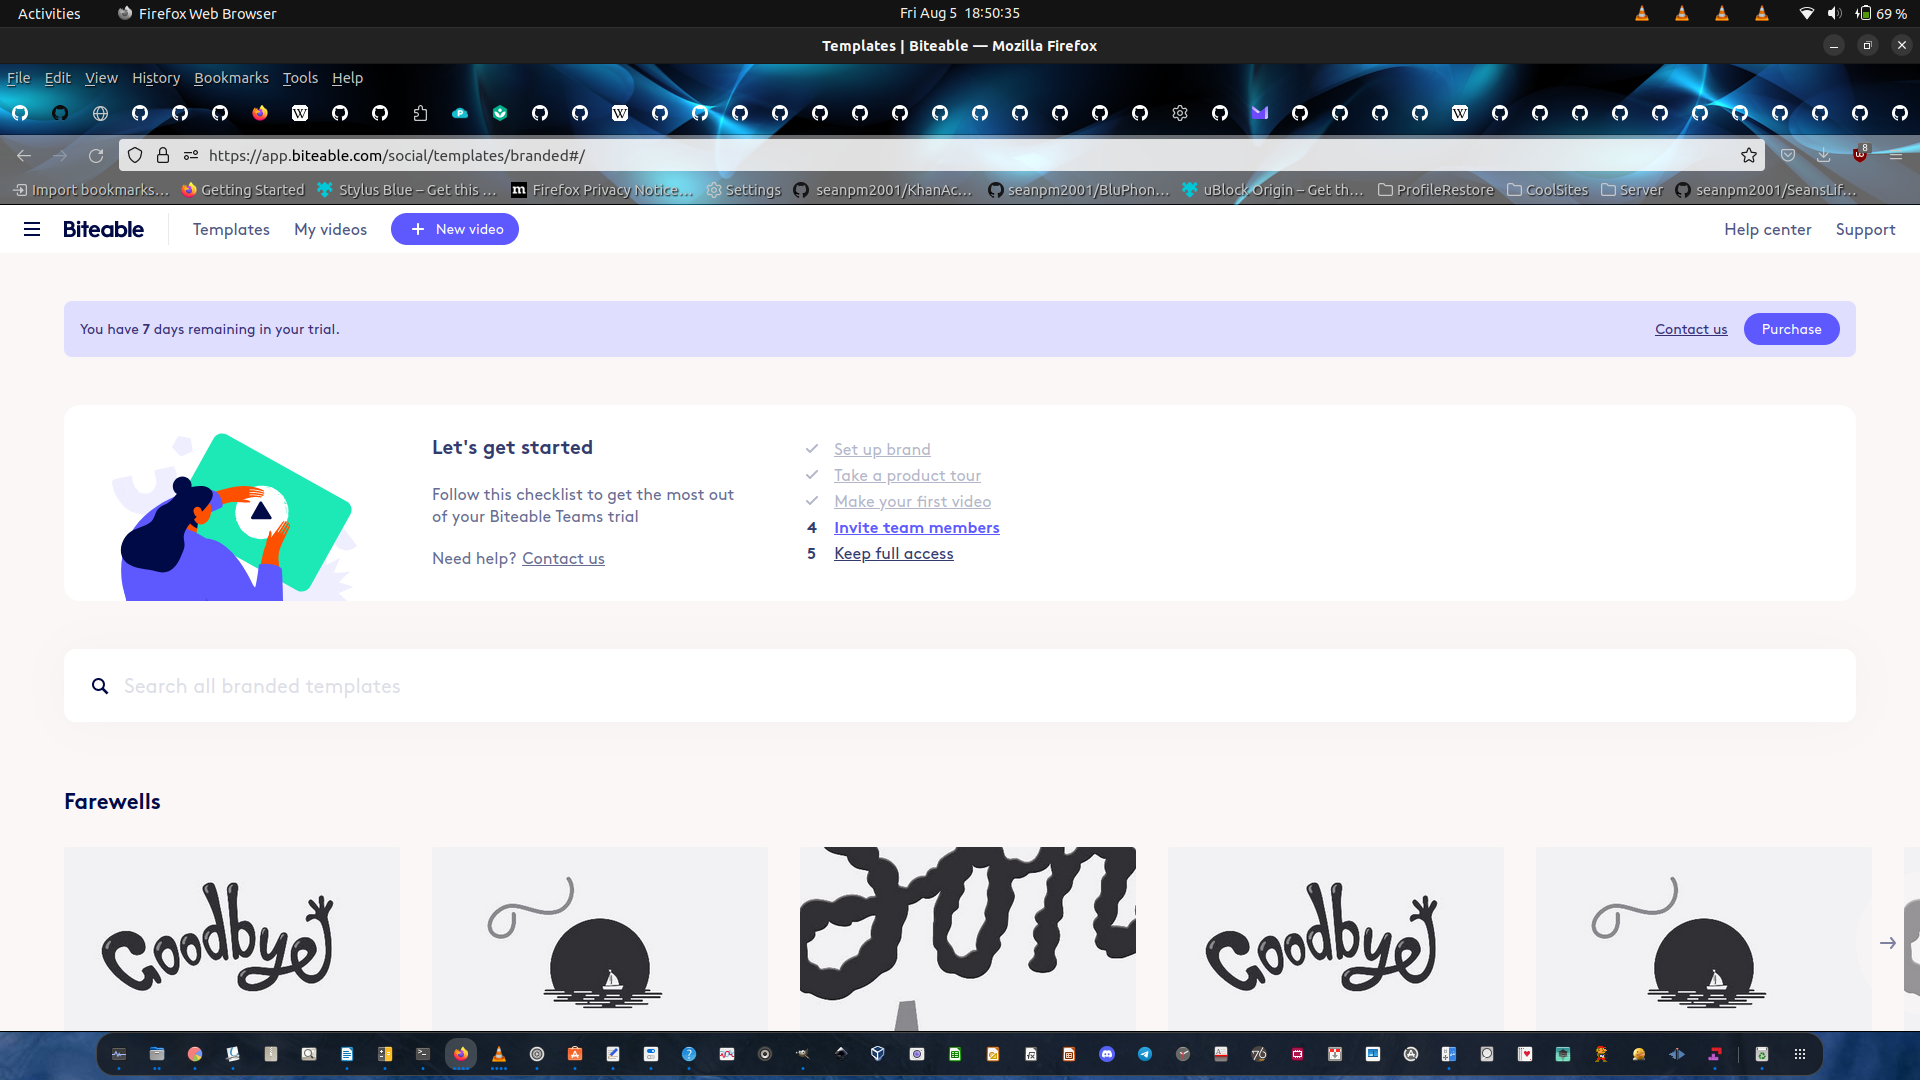 Activities
Firefox Web Browser
Fri Aug 5 18:50:35
69 %
Templates | Biteable — Mozilla Firefox
File Edit View History Bookmarks Tools Help
https://app.biteable.com/social/templates/branded#/
8
Import bookmarks… Getting Started Stylus Blue – Get this … Firefox Privacy Notice… Settings seanpm2001/KhanAc… seanpm2001/BluPhon… uBlock Origin – Get th… ProfileRestore CoolSites Server seanpm2001/SeansLif…
Biteable
Templates
My videos
+ New video
Help center
Support
You have 7 days remaining in your trial.
Contact us
Purchase
Let's get started
Follow this checklist to get the most out
of your Biteable Teams trial
Need help? Contact us
Set up brand
Take a product tour
Make your first video
4 Invite team members
5 Keep full access
Search all branded templates
Farewells
Goodbye
Goodbye